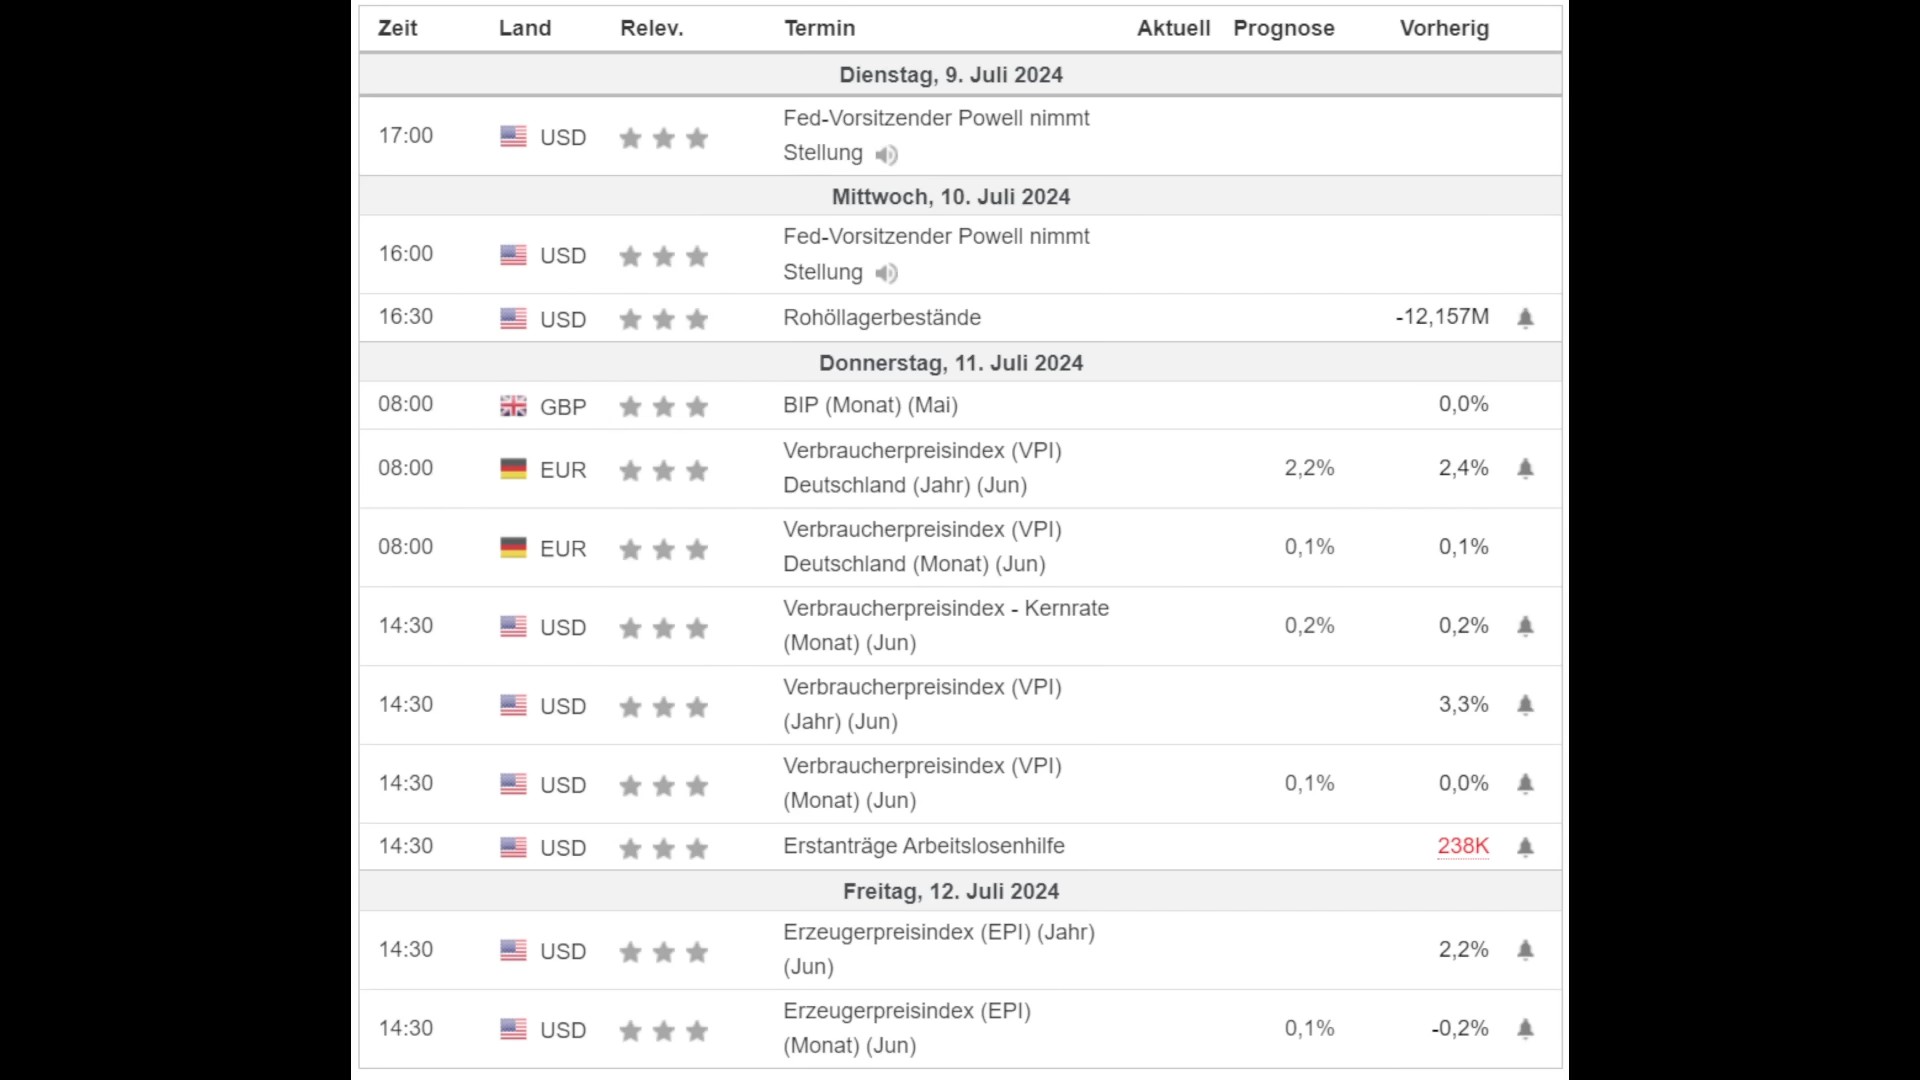 Zeit Land Relev. Termin Aktuell Prognose Vorherig
Dienstag, 9. Juli 2024
17:00 USD Fed-Vorsitzender Powell nimmt
Stellung
Mittwoch, 10. Juli 2024
16:00 USD Fed-Vorsitzender Powell nimmt
Stellung
16:30 USD Rohöllagerbestände -12,157M
Donnerstag, 11. Juli 2024
08:00 GBP BIP (Monat) (Mai) 0,0%
08:00 EUR Verbraucherpreisindex (VPI)
Deutschland (Jahr) (Jun) 2,2% 2,4%
08:00 EUR Verbraucherpreisindex (VPI)
Deutschland (Monat) (Jun) 0,1% 0,1%
14:30 USD Verbraucherpreisindex - Kernrate
(Monat) (Jun) 0,2% 0,2%
14:30 USD Verbraucherpreisindex (VPI)
(Jahr) (Jun) 3,3%
14:30 USD Verbraucherpreisindex (VPI)
(Monat) (Jun) 0,1% 0,0%
14:30 USD Erstanträge Arbeitslosenhilfe 238K
Freitag, 12. Juli 2024
14:30 USD Erzeugerpreisindex (EPI) (Jahr)
(Jun) 2,2%
14:30 USD Erzeugerpreisindex (EPI)
(Monat) (Jun) 0,1% -0,2%